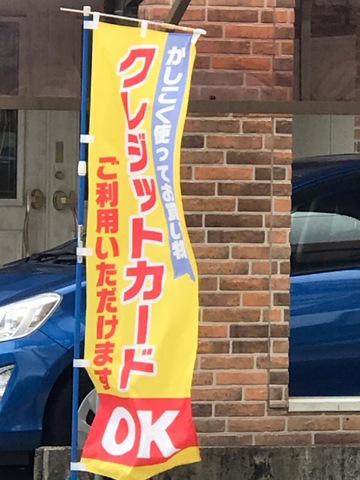 かしこく使ってお買い物
クレジットカード
ご利用いただけます
OK